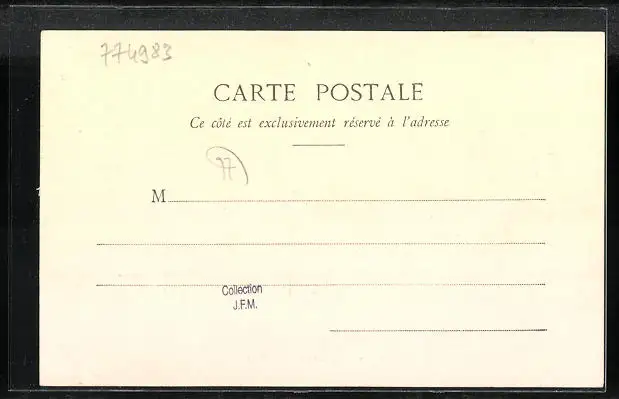 774983
CARTE POSTALE
Ce côté est exclusivement réservé à l'adresse
77
M
Collection
J.F.M.